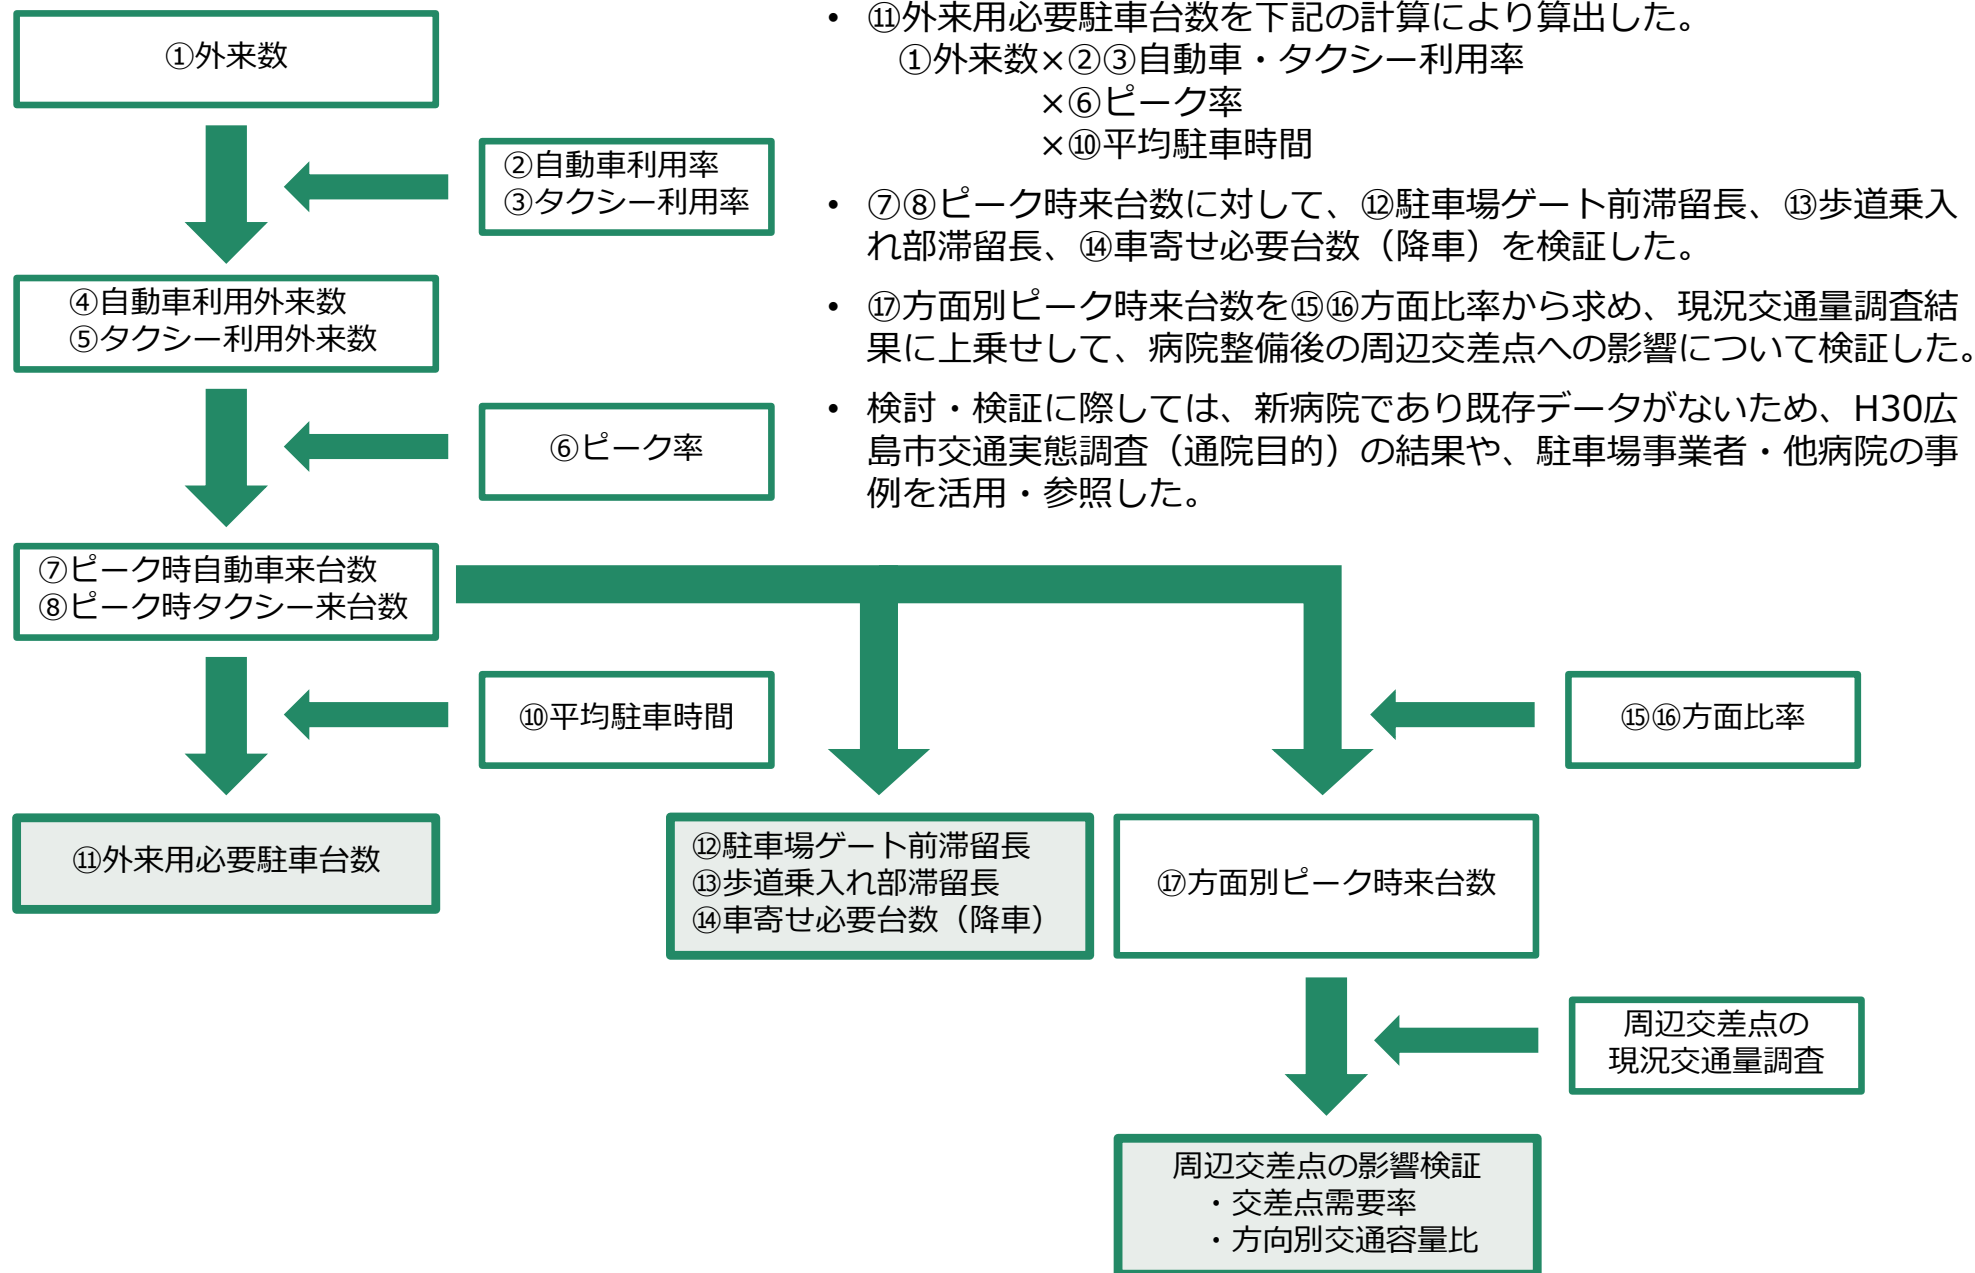 ①外来数
②自動車利用率
③タクシー利用率
④自動車利用外来数
⑤タクシー利用外来数
⑥ピーク率
⑦ピーク時自動車来台数
⑧ピーク時タクシー来台数
⑩平均駐車時間
⑪外来用必要駐車台数
• ⑪外来用必要駐車台数を下記の計算により算出した。
①外来数×②③自動車・タクシー利用率
×⑥ピーク率
×⑩平均駐車時間
• ⑦⑧ピーク時来台数に対して、⑫駐車場ゲート前滞留長、⑬歩道乗入
れ部滞留長、⑭車寄せ必要台数（降車）を検証した。
• ⑰方面別ピーク時来台数を⑮⑯方面比率から求め、現況交通量調査結
果に上乗せして、病院整備後の周辺交差点への影響について検証した。
• 検討・検証に際しては、新病院であり既存データがないため、H30広
島市交通実態調査（通院目的）の結果や、駐車場事業者・他病院の事
例を活用・参照した。
⑫駐車場ゲート前滞留長
⑬歩道乗入れ部滞留長
⑭車寄せ必要台数（降車）
⑮⑯方面比率
⑰方面別ピーク時来台数
周辺交差点の
現況交通量調査
周辺交差点の影響検証
・交差点需要率
・方向別交通容量比